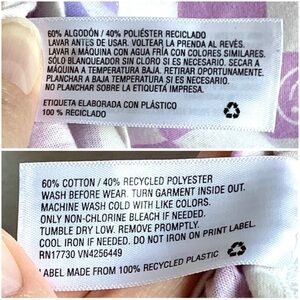 60% ALGODÓN / 40% POLIÉSTER RECICLADO
LAVAR ANTES DE USAR. VOLTEAR LA PRENDA AL REVÉS.
LAVAR A MÁQUINA CON AGUA FRÍA CON COLORES SIMILARES.
SÓLO BLANQUEADOR SIN CLORO SI ES NECESARIO. SECAR A
MÁQUINA A TEMPERATURA BAJA. RETIRAR OPORTUNAMENTE.
PLANCHAR A BAJA TEMPERATURA SI ES NECESARIO.
NO PLANCHAR SOBRE LA ETIQUETA IMPRESA.
ETIQUETA ELABORADA CON PLÁSTICO
100 % RECICLADO
60% COTTON / 40% RECYCLED POLYESTER
WASH BEFORE WEAR. TURN GARMENT INSIDE OUT.
MACHINE WASH COLD WITH LIKE COLORS.
ONLY NON-CHLORINE BLEACH IF NEEDED.
TUMBLE DRY LOW. REMOVE PROMPTLY.
COOL IRON IF NEEDED. DO NOT IRON ON PRINT LABEL.
RN17730 VN4256449
LABEL MADE FROM 100% RECYCLED PLASTIC